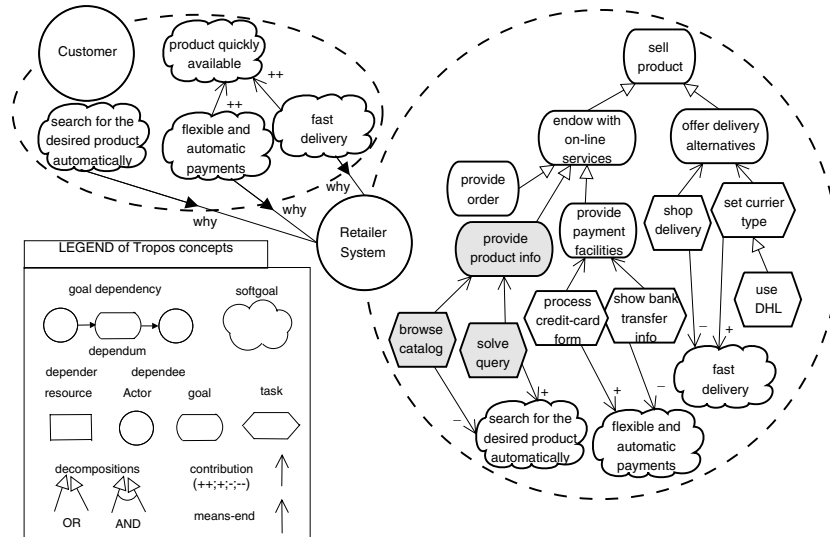 Customer
product quickly
available
++
++
search for the
desired product
automatically
flexible and
automatic
payments
fast
delivery
why
why
why
Retailer
System
sell
product
endow with
on-line
services
offer delivery
alternatives
provide
order
provide
product info
provide
payment
facilities
shop
delivery
set currier
type
use
DHL
browse
catalog
solve
query
process
credit-card
form
show bank
transfer
info
–
+
+
–
–
+
search for the
desired product
automatically
flexible and
automatic
payments
fast
delivery
LEGEND of Tropos concepts
goal dependency
softgoal
dependum
depender
dependee
resource
Actor
goal
task
decompositions
OR
AND
contribution
(++;+;-;--)
means-end